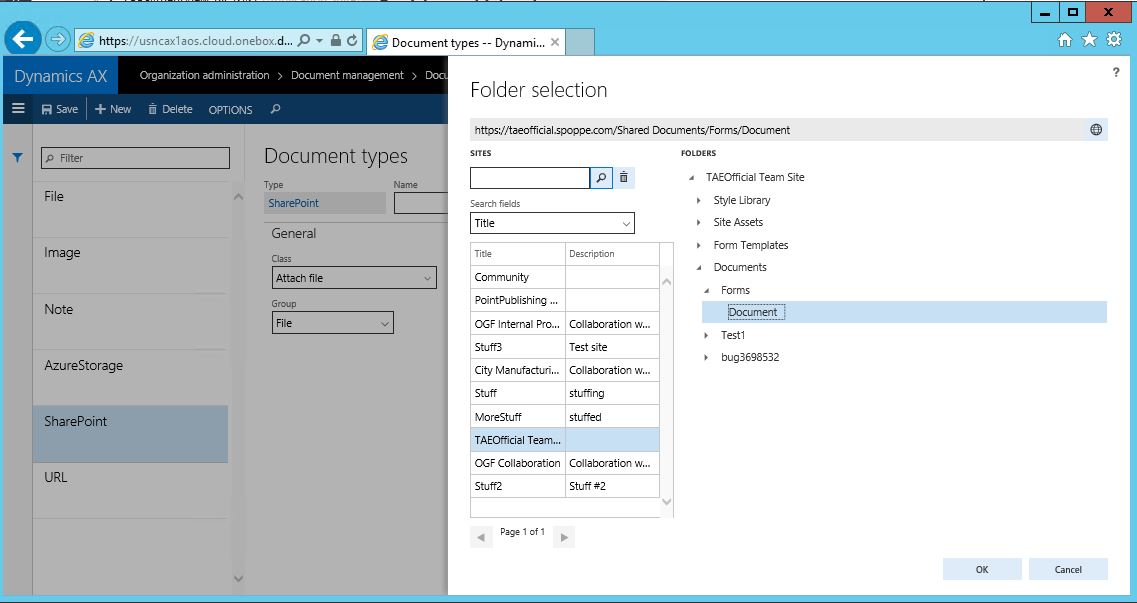 https://usncax1aos.cloud.onebox.d...
Document types -- Dynami...
Dynamics AX
Organization administration > Document management > Docu
Save
+ New
Delete
OPTIONS
Filter
File
Image
Note
AzureStorage
SharePoint
URL
Document types
Type
Name
SharePoint
General
Class
Attach file
Group
File
?
Folder selection
https://taeofficial.spoppe.com/Shared Documents/Forms/Document
SITES
Search fields
Title
Title Description
Community
PointPublishing ...
OGF Internal Pro... Collaboration w...
Stuff3 Test site
City Manufacturi... Collaboration w...
Stuff stuffing
MoreStuff stuffed
TAEOfficial Team...
OGF Collaboration Collaboration w...
Stuff2 Stuff #2
Page 1 of 1
FOLDERS
TAEOfficial Team Site
Style Library
Site Assets
Form Templates
Documents
Forms
Document
Test1
bug3698532
OK
Cancel